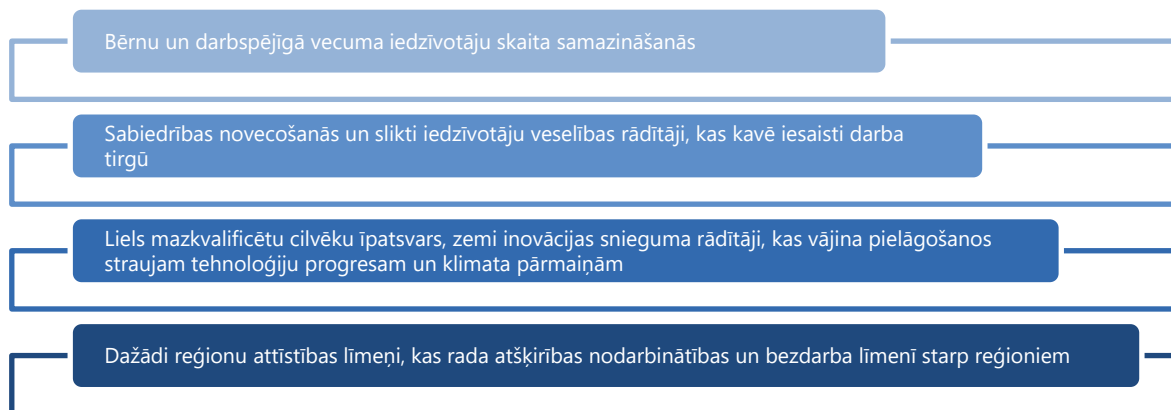 Bērnu un darbspējīgā vecuma iedzīvotāju skaita samazināšanās
Sabiedrības novecošanās un slikti iedzīvotāju veselības rādītāji, kas kavē iesaisti darba
tirgū
Liels mazkvalificētu cilvēku īpatsvars, zemi inovācijas snieguma rādītāji, kas vājina pielāgošanos
straujam tehnoloģiju progresam un klimata pārmaiņām
Dažādi reģionu attīstības līmeņi, kas rada atšķirības nodarbinātības un bezdarba līmenī starp reģioniem